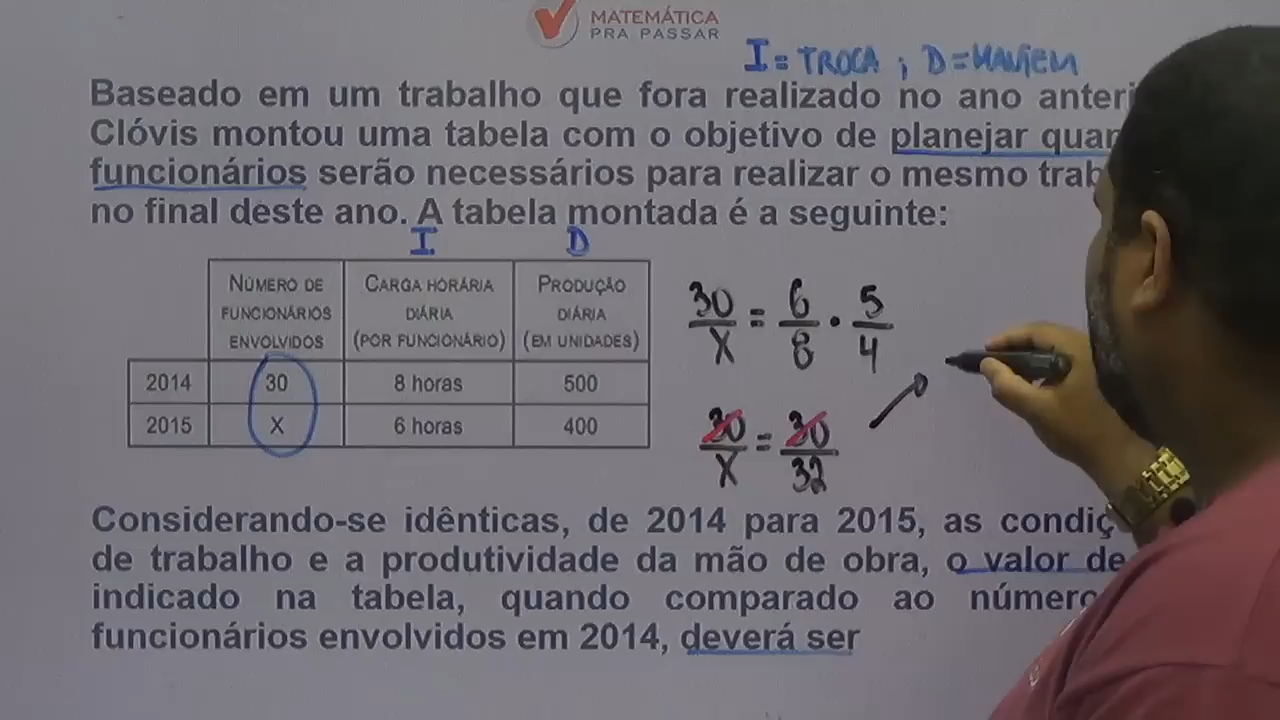 MATEMÁTICA
PRA PASSAR
I = TROCA ; D = MANTEM
Baseado em um trabalho que fora realizado no ano anteri
Clóvis montou uma tabela com o objetivo de planejar quan
funcionários serão necessários para realizar o mesmo trab
no final deste ano. A tabela montada é a seguinte:
I D
NÚMERO DE FUNCIONÁRIOS ENVOLVIDOS CARGA HORÁRIA DIÁRIA (POR FUNCIONÁRIO) PRODUÇÃO DIÁRIA (EM UNIDADES)
2014 30 8 horas 500
2015 X 6 horas 400
30/X = 6/8 . 5/4
30/X = 30/32
Considerando-se idênticas, de 2014 para 2015, as condiç
de trabalho e a produtividade da mão de obra, o valor de
indicado na tabela, quando comparado ao número
funcionários envolvidos em 2014, deverá ser